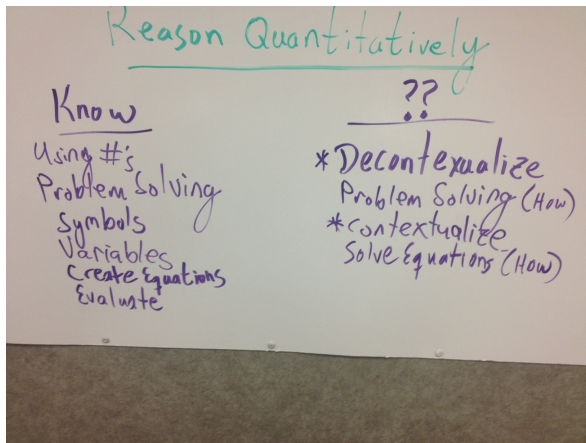 Reason Quantitatively
Know
Using #'s
Problem Solving
Symbols
Variables
Create Equations
Evaluate
??
*Decontexualize
Problem Solving (How)
*Contextualize
Solve Equations (How)